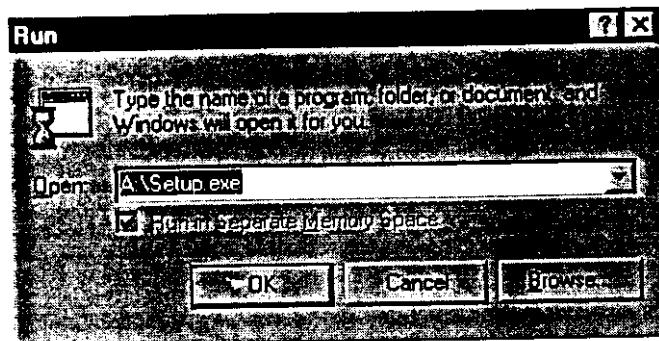 Run
Type the name of a program, folder, or document, and
Windows will open it for you.
Open: A:\Setup.exe
Run in Separate Memory Space
OK Cancel Browse...